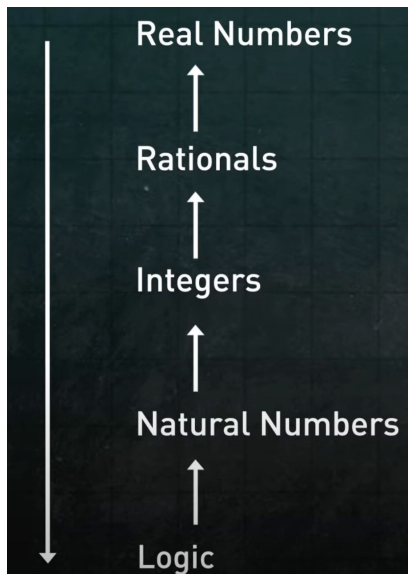 Real Numbers
Rationals
Integers
Natural Numbers
Logic